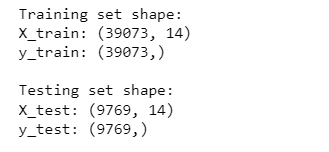 Training set shape:
X_train: (39073, 14)
y_train: (39073,)
Testing set shape:
X_test: (9769, 14)
y_test: (9769,)